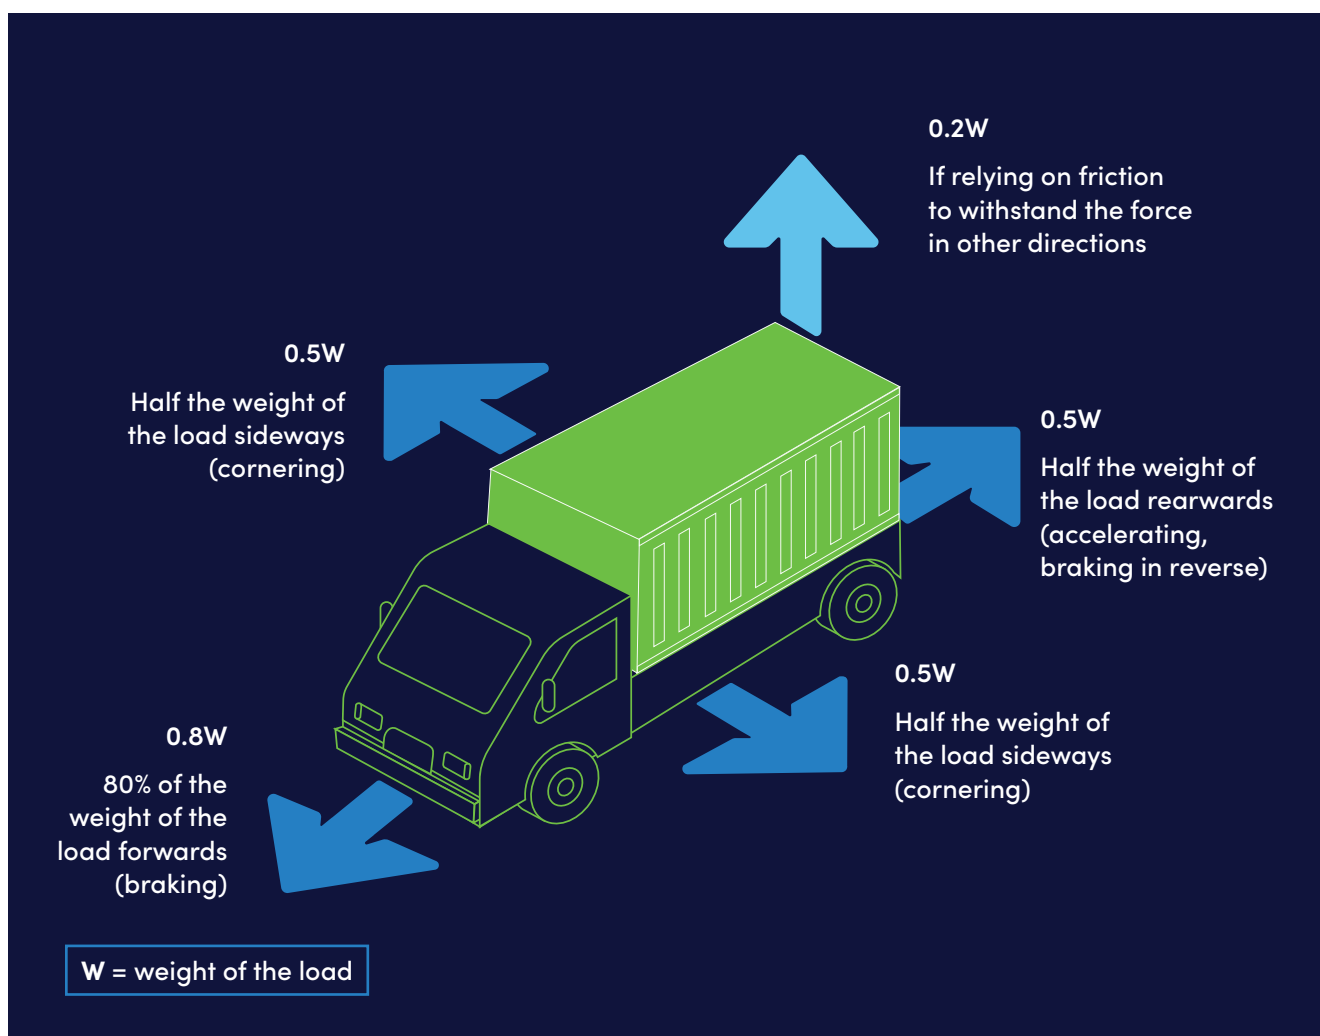 0.2W
If relying on friction
to withstand the force
in other directions
0.5W
Half the weight of
the load sideways
(cornering)
0.5W
Half the weight of
the load rearwards
(accelerating,
braking in reverse)
0.5W
Half the weight of
the load sideways
(cornering)
0.8W
80% of the
weight of the
load forwards
(braking)
W = weight of the load